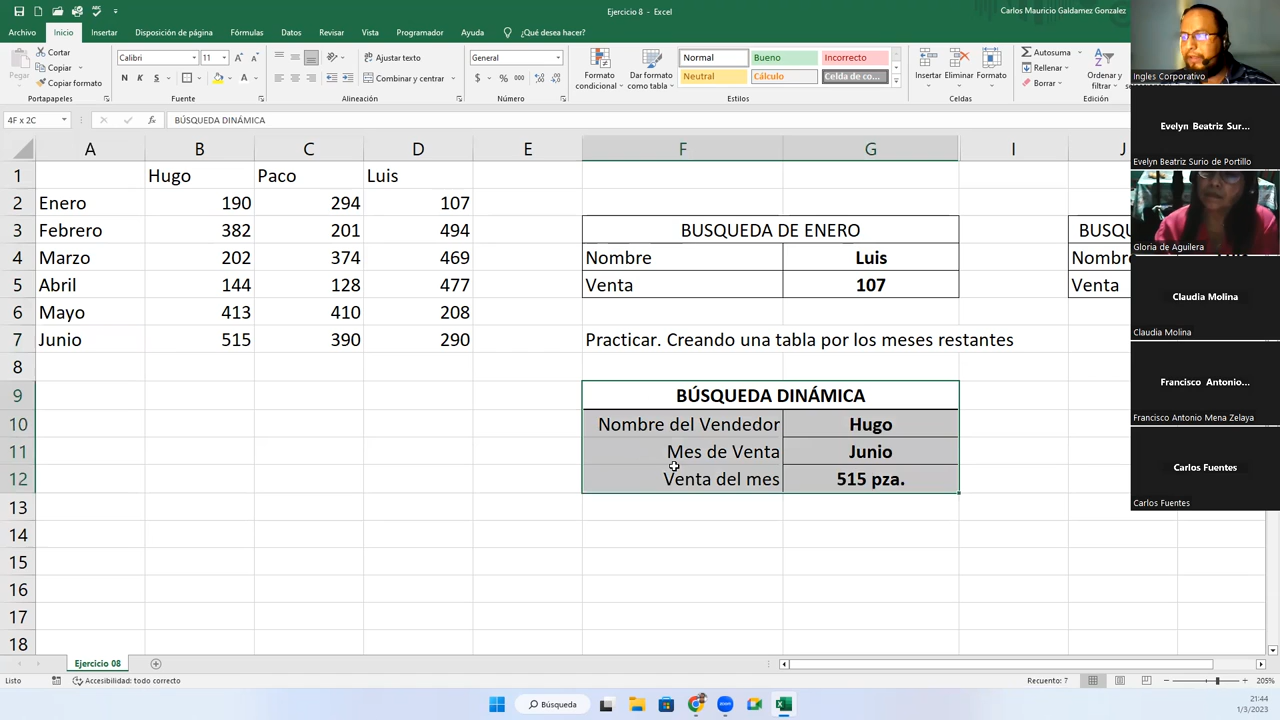 Ejercicio 8 - Excel
Carlos Mauricio Galdamez Gonzalez
Archivo Inicio Insertar Disposición de página Fórmulas Datos Revisar Vista Programador Ayuda ¿Qué desea hacer?
Pegar
Cortar
Copiar
Copiar formato
Portapapeles
Calibri 11
N K S
Fuente
Ajustar texto
Combinar y centrar
Alineación
General
$ % 000
Número
Formato condicional
Dar formato como tabla
Normal Bueno Incorrecto
Neutral Cálculo Celda de co...
Estilos
Insertar Eliminar Formato
Celdas
Autosuma
Rellenar
Borrar
Ordenar y
filtrar
Edición
4F x 2C
fx BÚSQUEDA DINÁMICA
A B C D E F G I J
1 Hugo Paco Luis
2 Enero 190 294 107
3 Febrero 382 201 494 BUSQUEDA DE ENERO
4 Marzo 202 374 469 Nombre Luis
5 Abril 144 128 477 Venta 107 Venta
6 Mayo 413 410 208
7 Junio 515 390 290 Practicar. Creando una tabla por los meses restantes
8
9 BÚSQUEDA DINÁMICA
10 Nombre del Vendedor Hugo
11 Mes de Venta Junio
12 Venta del mes 515 pza.
13
14
15
16
17
18
Ingles Corporativo
Evelyn Beatriz Sur...
Evelyn Beatriz Surio de Portillo
Gloria de Aguilera
Claudia Molina
Claudia Molina
Francisco Antonio...
Francisco Antonio Mena Zelaya
Carlos Fuentes
Carlos Fuentes
Ejercicio 08
Listo Accesibilidad: todo correcto Recuento: 7 205%
Búsqueda
21:44
1/3/2023